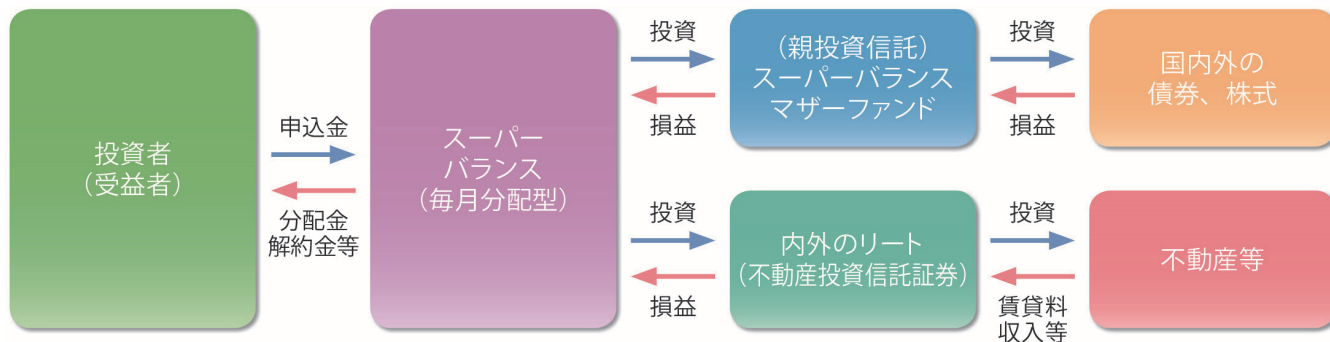 投資者
（受益者）
申込金
分配金
解約金等
スーパー
バランス
（毎月分配型）
投資
損益
（親投資信託）
スーパーバランス
マザーファンド
投資
損益
国内外の
債券、株式
投資
損益
内外のリート
（不動産投資信託証券）
投資
賃貸料
収入等
不動産等